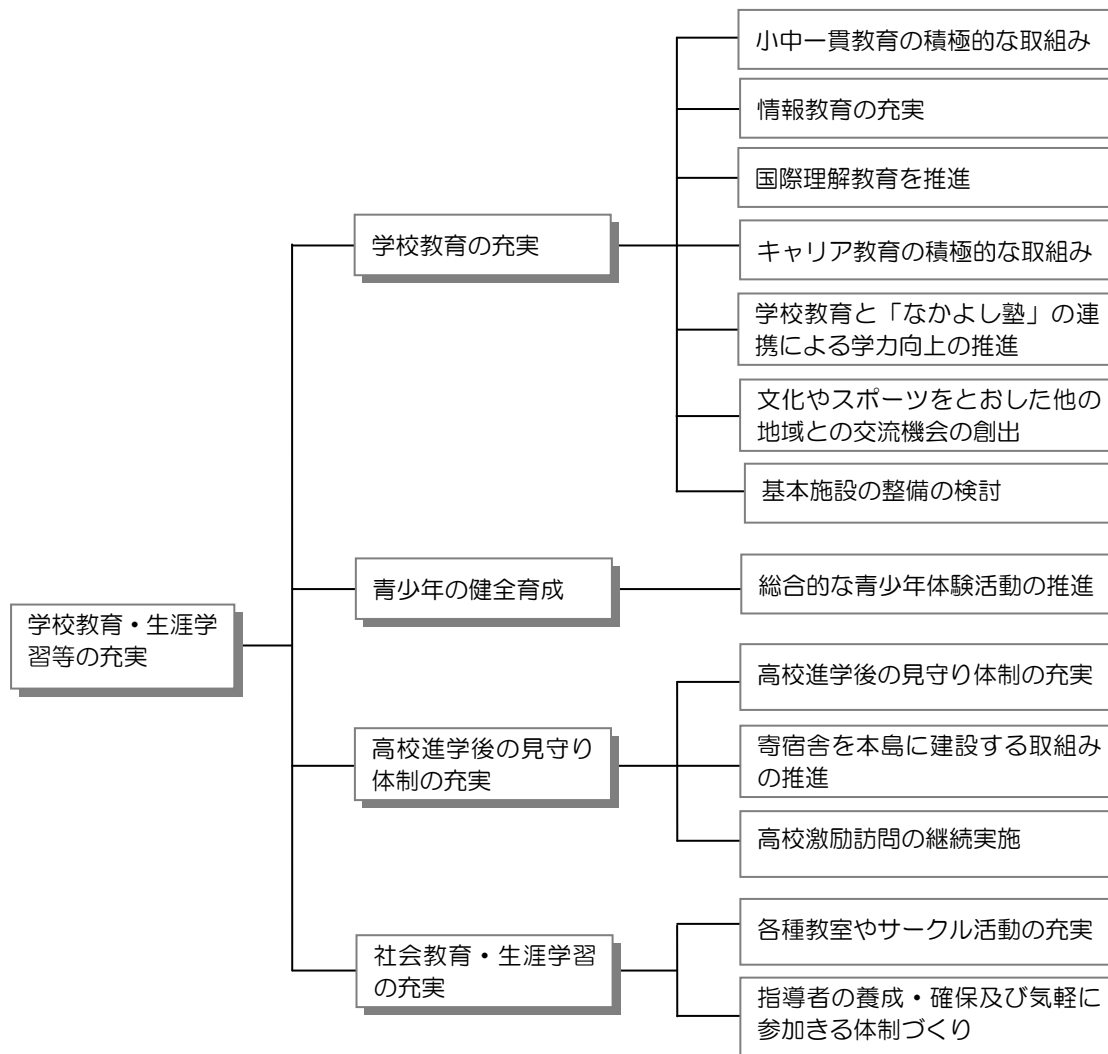 学校教育・生涯学
習等の充実
学校教育の充実
小中一貫教育の積極的な取組み
情報教育の充実
国際理解教育を推進
キャリア教育の積極的な取組み
学校教育と「なかよし塾」の連
携による学力向上の推進
文化やスポーツをとおした他の
地域との交流機会の創出
基本施設の整備の検討
青少年の健全育成
総合的な青少年体験活動の推進
高校進学後の見守り
体制の充実
高校進学後の見守り体制の充実
寄宿舎を本島に建設する取組み
の推進
高校激励訪問の継続実施
社会教育・生涯学習
の充実
各種教室やサークル活動の充実
指導者の養成・確保及び気軽に
参加きる体制づくり